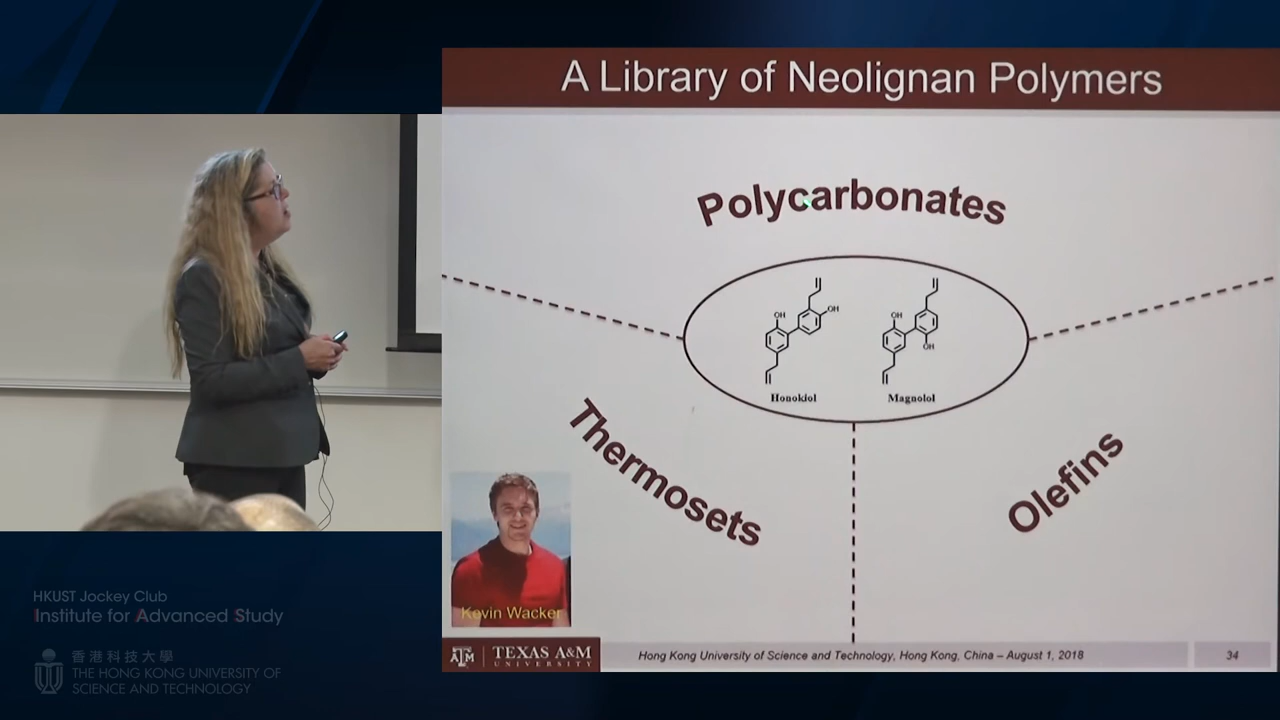 A Library of Neolignan Polymers
Polycarbonates
OH
OH
OH
OH
Honokiol
Magnolol
Thermosets
Olefins
Kevin Wacker
ĀTM TEXAS A&M
UNIVERSITY
Hong Kong University of Science and Technology, Hong Kong, China – August 1, 2018
34
HKUST Jockey Club
Institute for Advanced Study
香港科技大學
THE HONG KONG UNIVERSITY OF
SCIENCE AND TECHNOLOGY